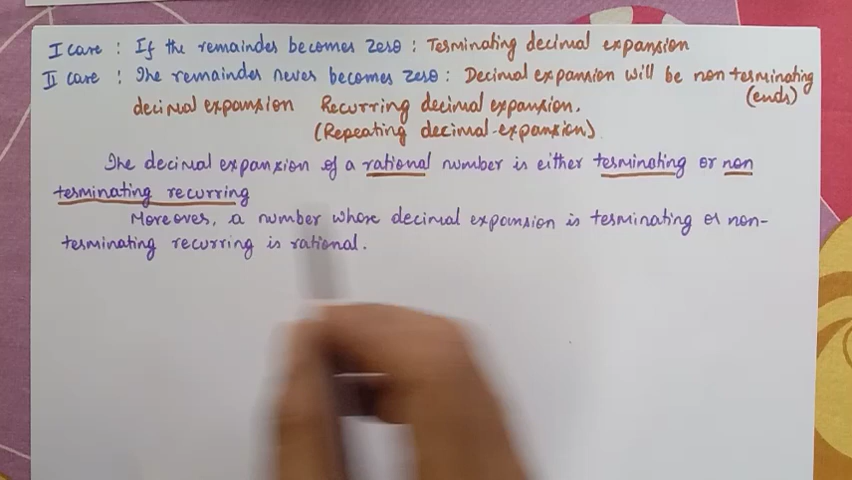 I case : If the remainder becomes zero : Terminating decimal expansion
II case : The remainder never becomes zero : Decimal expansion will be non terminating
(ends)
decimal expansion Recurring decimal expansion.
(Repeating decimal-expansion).
The decimal expansion of a rational number is either terminating or non
terminating recurring
Moreover, a number whose decimal expansion is terminating or non-
terminating recurring is rational.